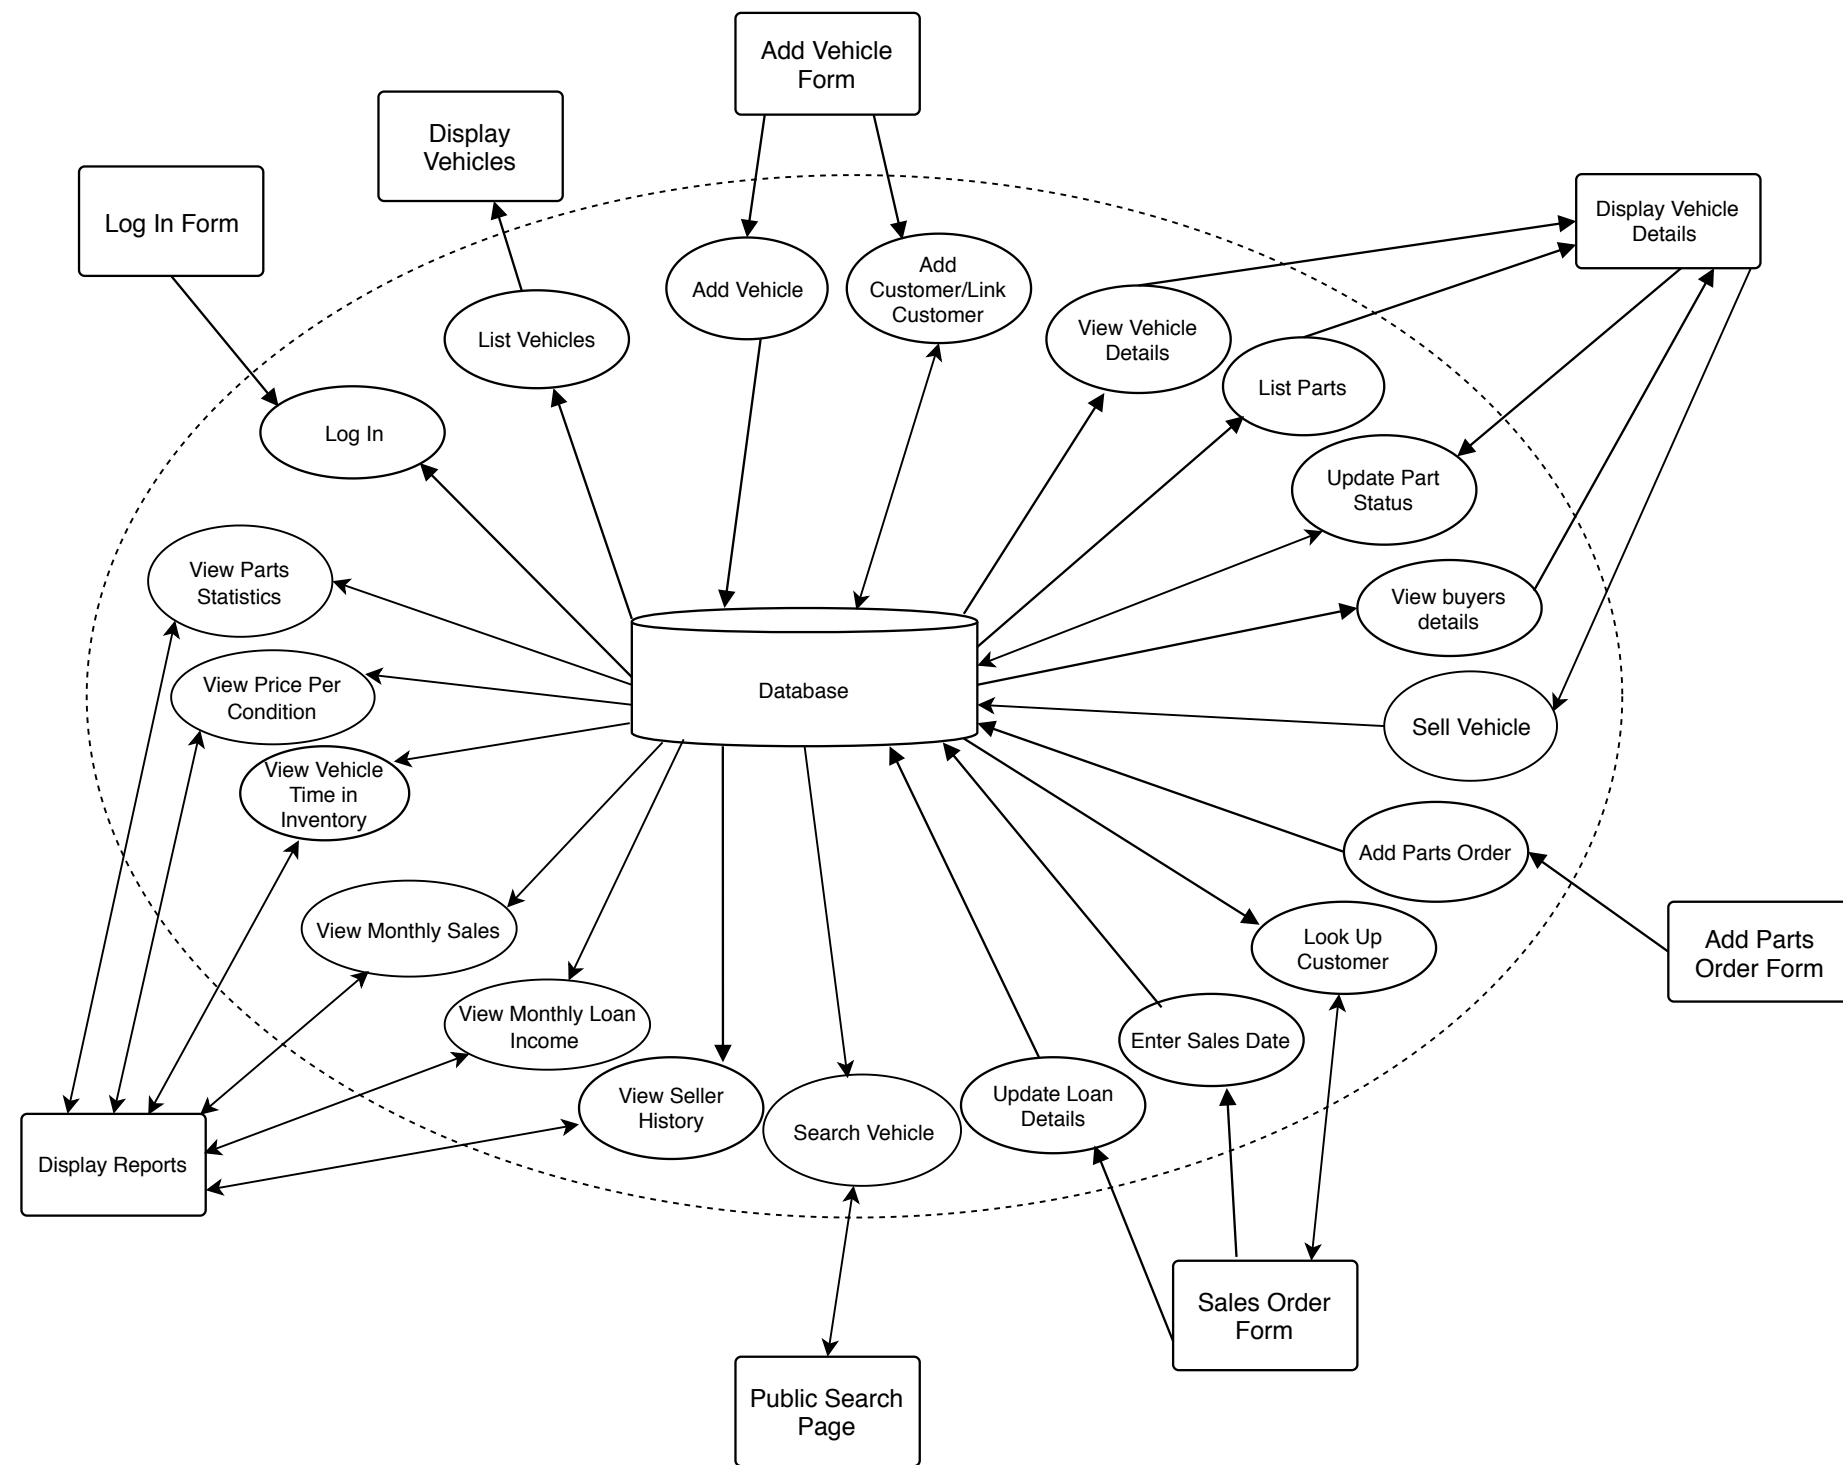 Add Vehicle
Form
Display
Vehicles
Log In Form
Display Vehicle
Details
Add Vehicle
Add
Customer/Link
Customer
View Vehicle
Details
List Vehicles
List Parts
Log In
Update Part
Status
View Parts
Statistics
View buyers
details
View Price Per
Condition
Database
Sell Vehicle
View Vehicle
Time in
Inventory
Add Parts Order
View Monthly Sales
Look Up
Customer
Add Parts
Order Form
View Monthly Loan
Income
Enter Sales Date
View Seller
History
Search Vehicle
Update Loan
Details
Display Reports
Sales Order
Form
Public Search
Page